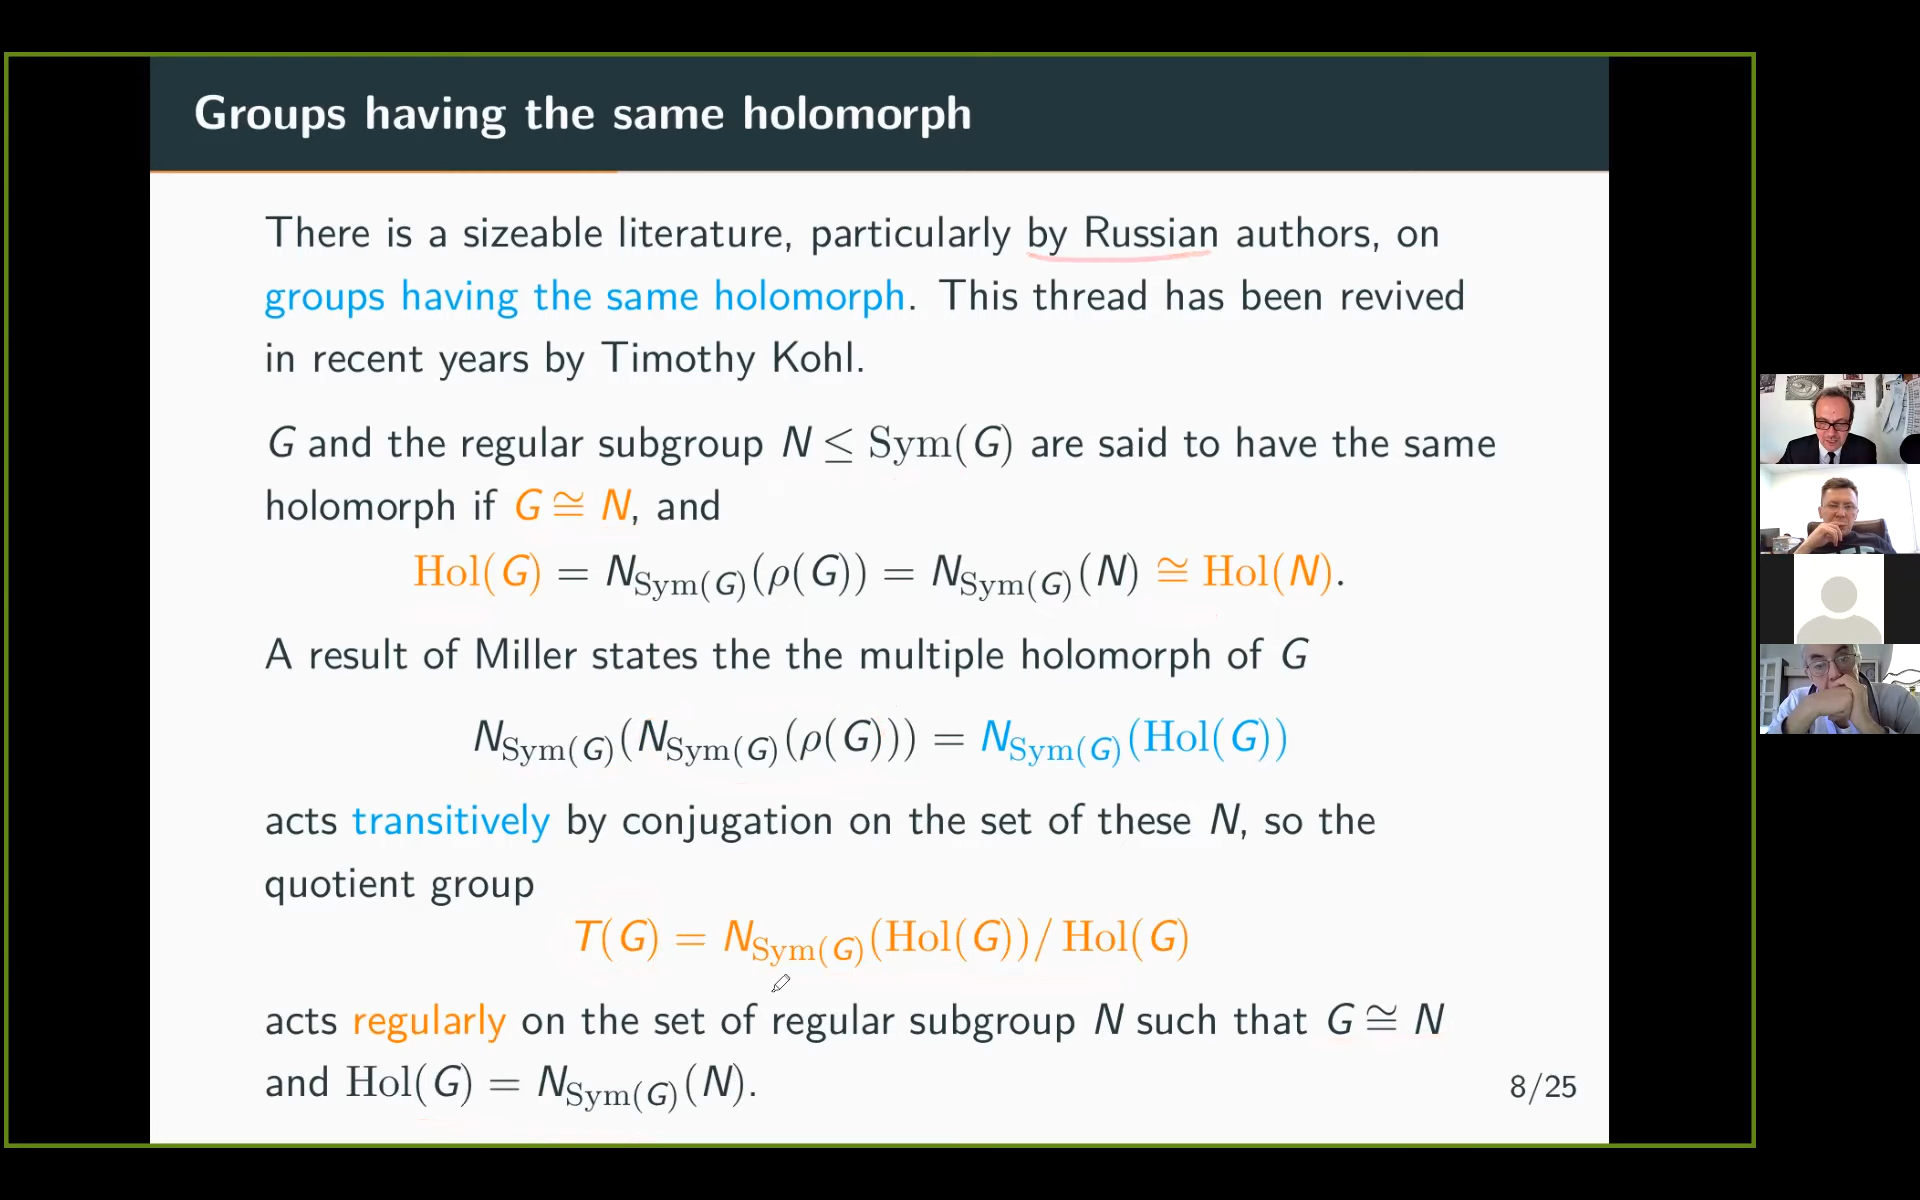 Groups having the same holomorph
There is a sizeable literature, particularly by Russian authors, on
groups having the same holomorph. This thread has been revived
in recent years by Timothy Kohl.
G and the regular subgroup N ≤ Sym(G) are said to have the same
holomorph if G ≅ N, and
Hol(G) = N_{Sym(G)}(ρ(G)) = N_{Sym(G)}(N) ≅ Hol(N).
A result of Miller states the the multiple holomorph of G
N_{Sym(G)}(N_{Sym(G)}(ρ(G))) = N_{Sym(G)}(Hol(G))
acts transitively by conjugation on the set of these N, so the
quotient group
T(G) = N_{Sym(G)}(Hol(G))/ Hol(G)
acts regularly on the set of regular subgroup N such that G ≅ N
and Hol(G) = N_{Sym(G)}(N).
8/25